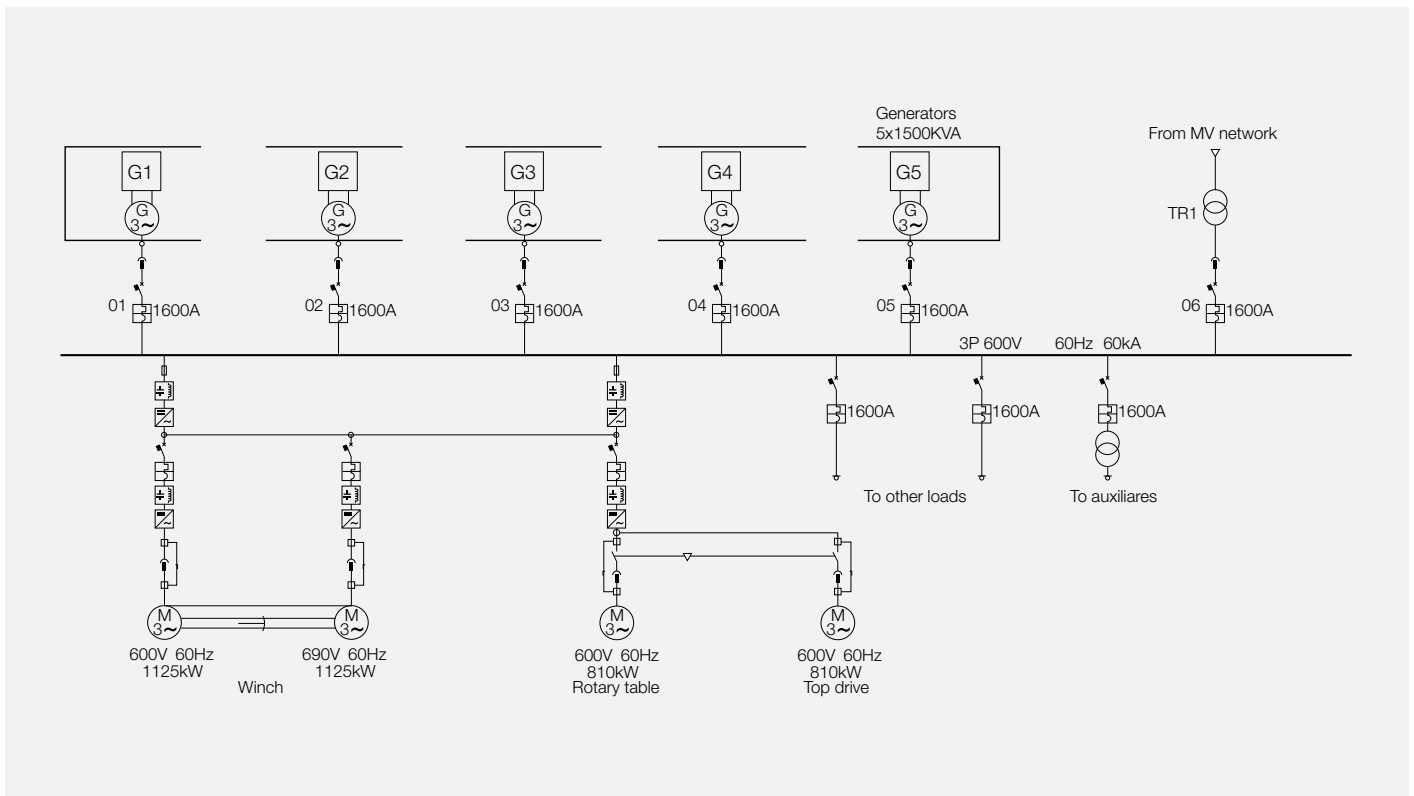 Generators
5x1500KVA
From MV network
G1
G2
G3
G4
G5
G
3~
G
3~
G
3~
G
3~
G
3~
TR1
01
1600A
02
1600A
03
1600A
04
1600A
05
1600A
06
1600A
3P 600V
60Hz 60kA
1600A
1600A
1600A
To other loads
To auxiliares
M
3~
M
3~
M
3~
M
3~
600V 60Hz
1125kW
690V 60Hz
1125kW
Winch
600V 60Hz
810kW
Rotary table
600V 60Hz
810kW
Top drive